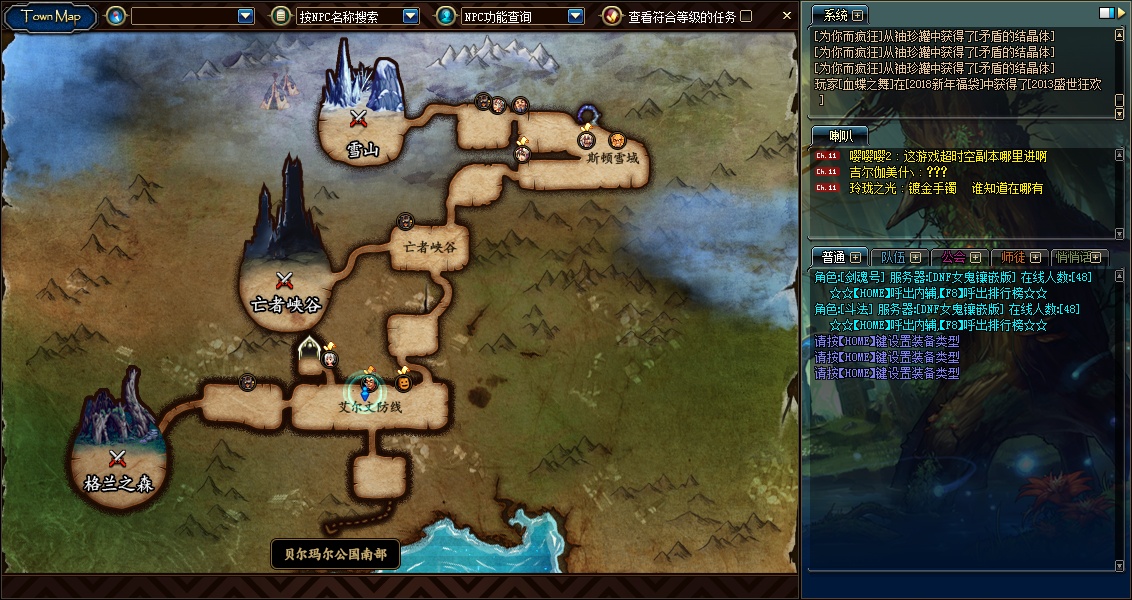 Town Map
按NPC名称搜索
NPC功能查询
查看符合等级的任务
雪山
斯顿雪域
亡者峡谷
亡者峡谷
艾尔文防线
格兰之森
贝尔玛尔公国南部
系统
[为你而疯狂]从袖珍罐中获得了[矛盾的结晶体]
[为你而疯狂]从袖珍罐中获得了[矛盾的结晶体]
[为你而疯狂]从袖珍罐中获得了[矛盾的结晶体]
玩家[血蝶之舞]在[2018新年福袋]中获得了[2013盛世狂欢
]
喇叭
Ch.11 嘤嘤嘤2：这游戏超时空副本哪里进啊
Ch.11 吉尔伽美什、：???
Ch.11 玲珑之光：镀金手镯 谁知道在哪有
普通 队伍 公会 师徒 悄悄话
角色:[剑魂号] 服务器:[DNF女鬼镶嵌版] 在线人数:[48]
☆☆【HOME】呼出内辅,【F8】呼出排行榜☆☆
角色:[斗法] 服务器:[DNF女鬼镶嵌版] 在线人数:[48]
☆☆【HOME】呼出内辅,【F8】呼出排行榜☆☆
请按【HOME】键设置装备类型
请按【HOME】键设置装备类型
请按【HOME】键设置装备类型